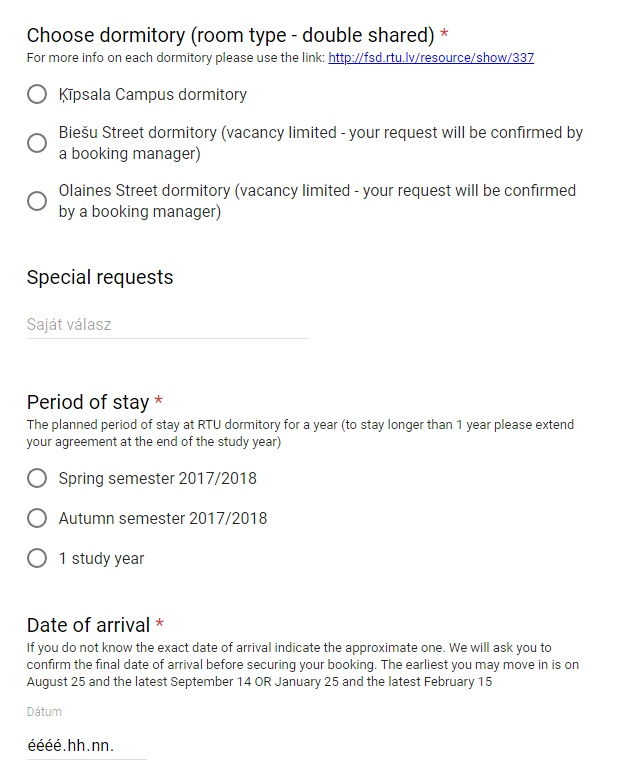 Choose dormitory (room type - double shared) *
For more info on each dormitory please use the link: http://fsd.rtu.lv/resource/show/337
Ķīpsala Campus dormitory
Biešu Street dormitory (vacancy limited - your request will be confirmed by
a booking manager)
Olaines Street dormitory (vacancy limited - your request will be confirmed
by a booking manager)
Special requests
Saját válasz
Period of stay *
The planned period of stay at RTU dormitory for a year (to stay longer than 1 year please extend
your agreement at the end of the study year)
Spring semester 2017/2018
Autumn semester 2017/2018
1 study year
Date of arrival *
If you do not know the exact date of arrival indicate the approximate one. We will ask you to
confirm the final date of arrival before securing your booking. The earliest you may move in is on
August 25 and the latest September 14 OR January 25 and the latest February 15
Dátum
éééé.hh.nn.